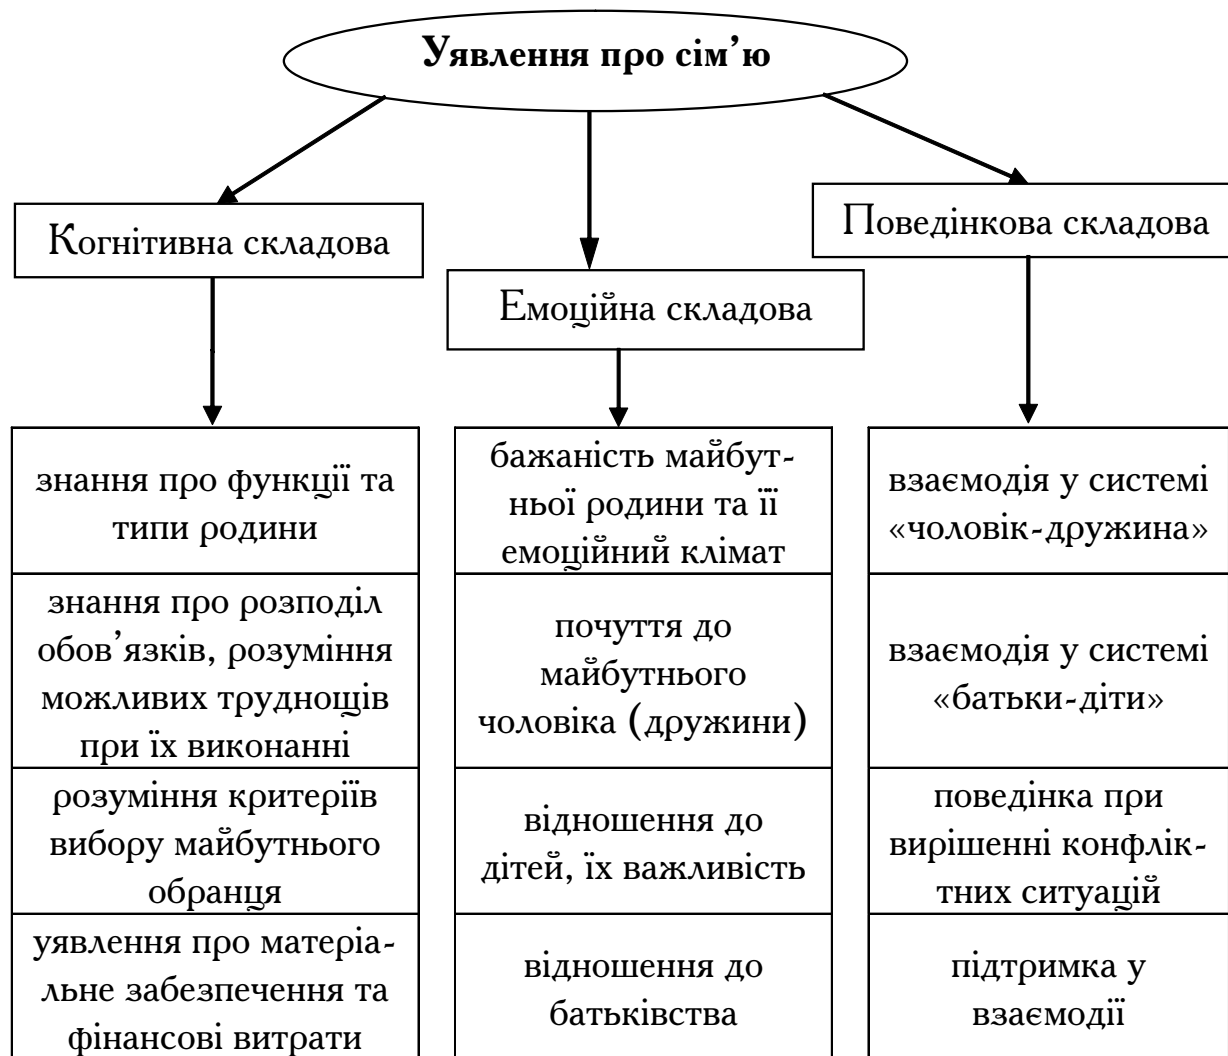 Уявлення про сім’ю
Когнітивна складова
Емоційна складова
Поведінкова складова
знання про функції та
типи родини
знання про розподіл
обов’язків, розуміння
можливих труднощів
при їх виконанні
розуміння критеріїв
вибору майбутнього
обранця
уявлення про матеріа-
льне забезпечення та
фінансові витрати
бажаність майбут-
ньої родини та її
емоційний клімат
почуття до
майбутнього
чоловіка (дружини)
відношення до
дітей, їх важливість
відношення до
батьківства
взаємодія у системі
«чоловік-дружина»
взаємодія у системі
«батьки-діти»
поведінка при
вирішенні конфлік-
тних ситуацій
підтримка у
взаємодії